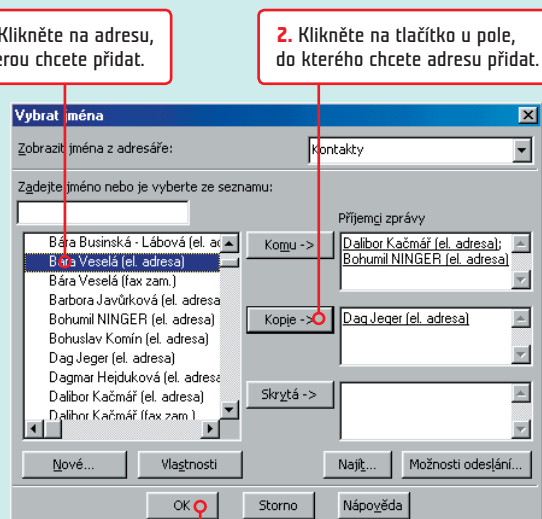 Klikněte na adresu,
chcete přidat.
2. Klikněte na tlačítko u pole,
do kterého chcete adresu přidat.
Vybrat jména
Zobrazit jména z adresáře:
Kontakty
Zadejte jméno nebo je vyberte ze seznamu:
Příjemci zprávy
Bára Businská - Lábová (el. ad
Bára Veselá (el. adresa)
Bára Veselá (fax zam.)
Barbora Javůrková (el. adresa
Bohumil NINGER (el. adresa)
Bohuslav Komín (el. adresa)
Dag Jeger (el. adresa)
Dagmar Hejduková (el. adresa
Dalibor Kačmář (el. adresa)
Dalibor Kačmář (fax zam.)
Komu ->
Dalibor Kačmář (el. adresa);
Bohumil NINGER (el. adresa)
Kopie ->
Dag Jeger (el. adresa)
Skrytá ->
Nové...
Vlastnosti
Najít...
Možnosti odeslání...
OK
Storno
Nápověda